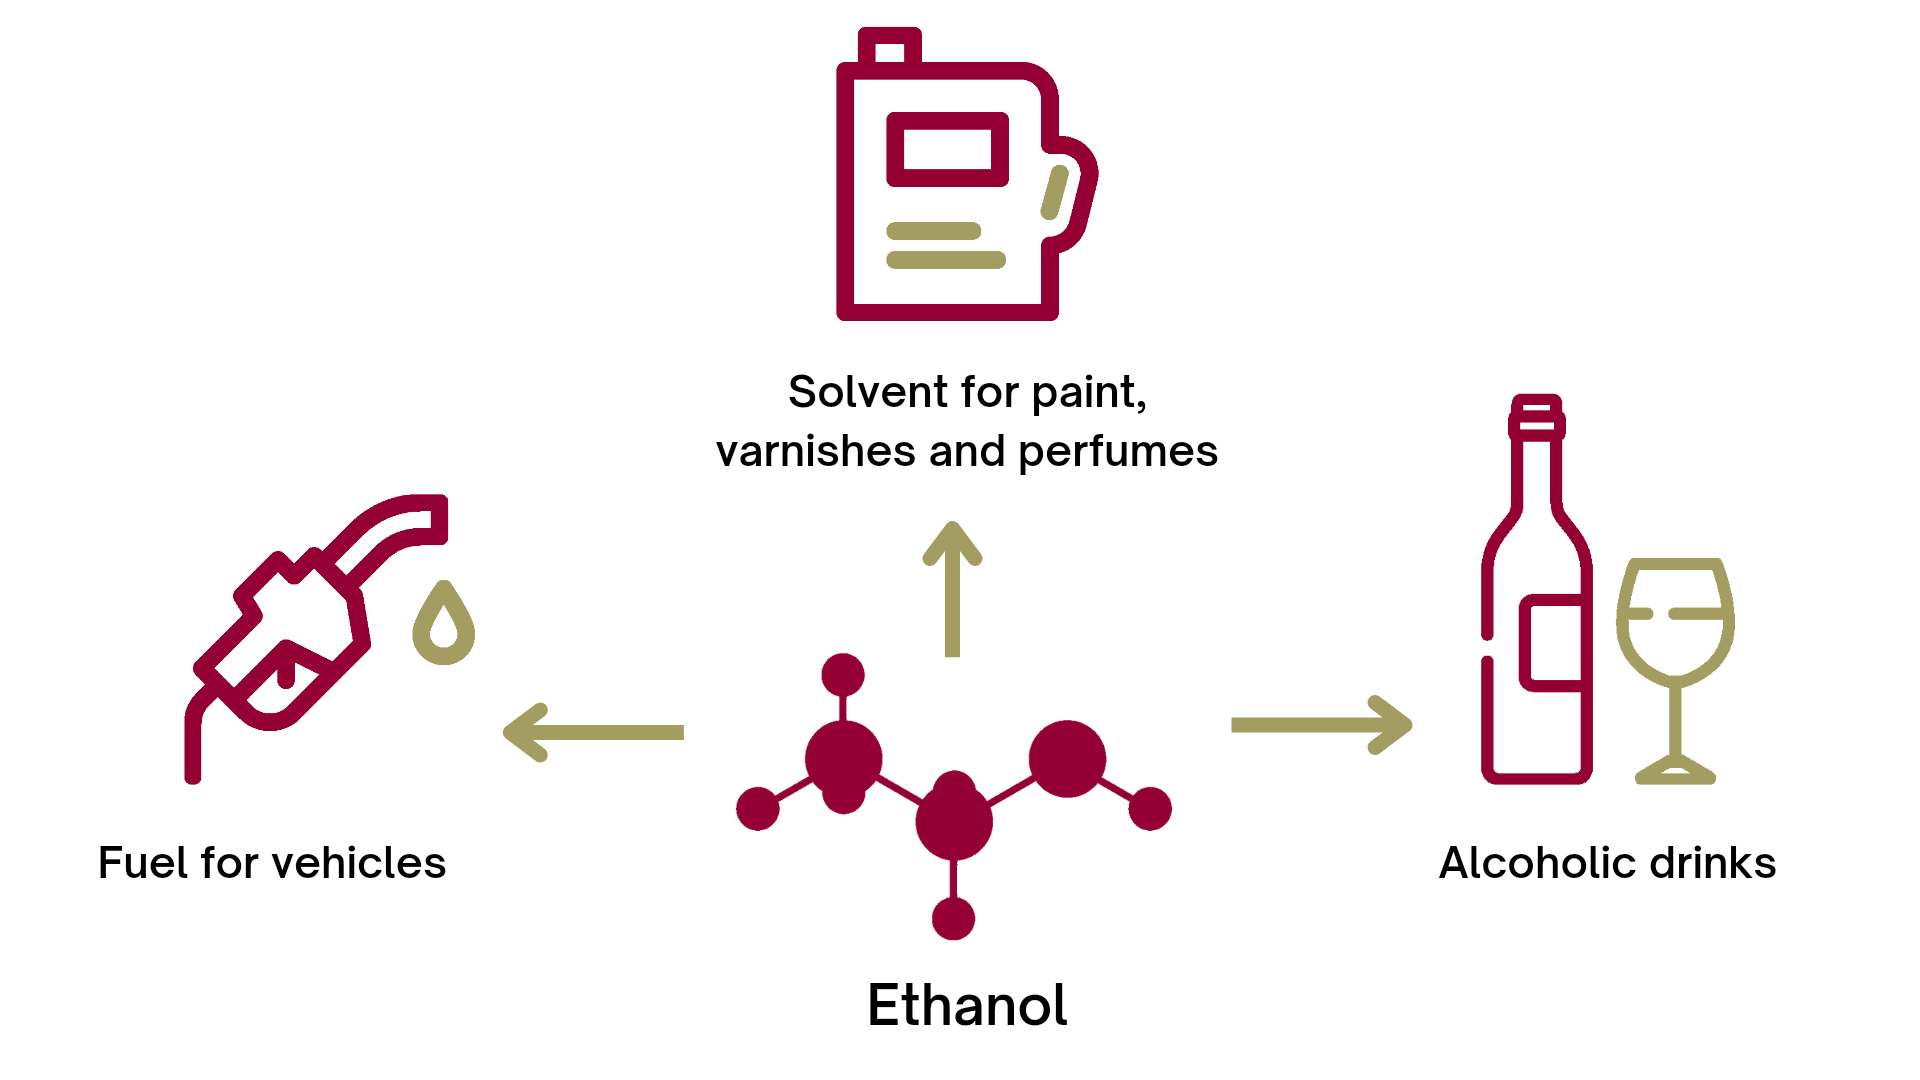 Solvent for paint,
varnishes and perfumes
Fuel for vehicles
Alcoholic drinks
Ethanol